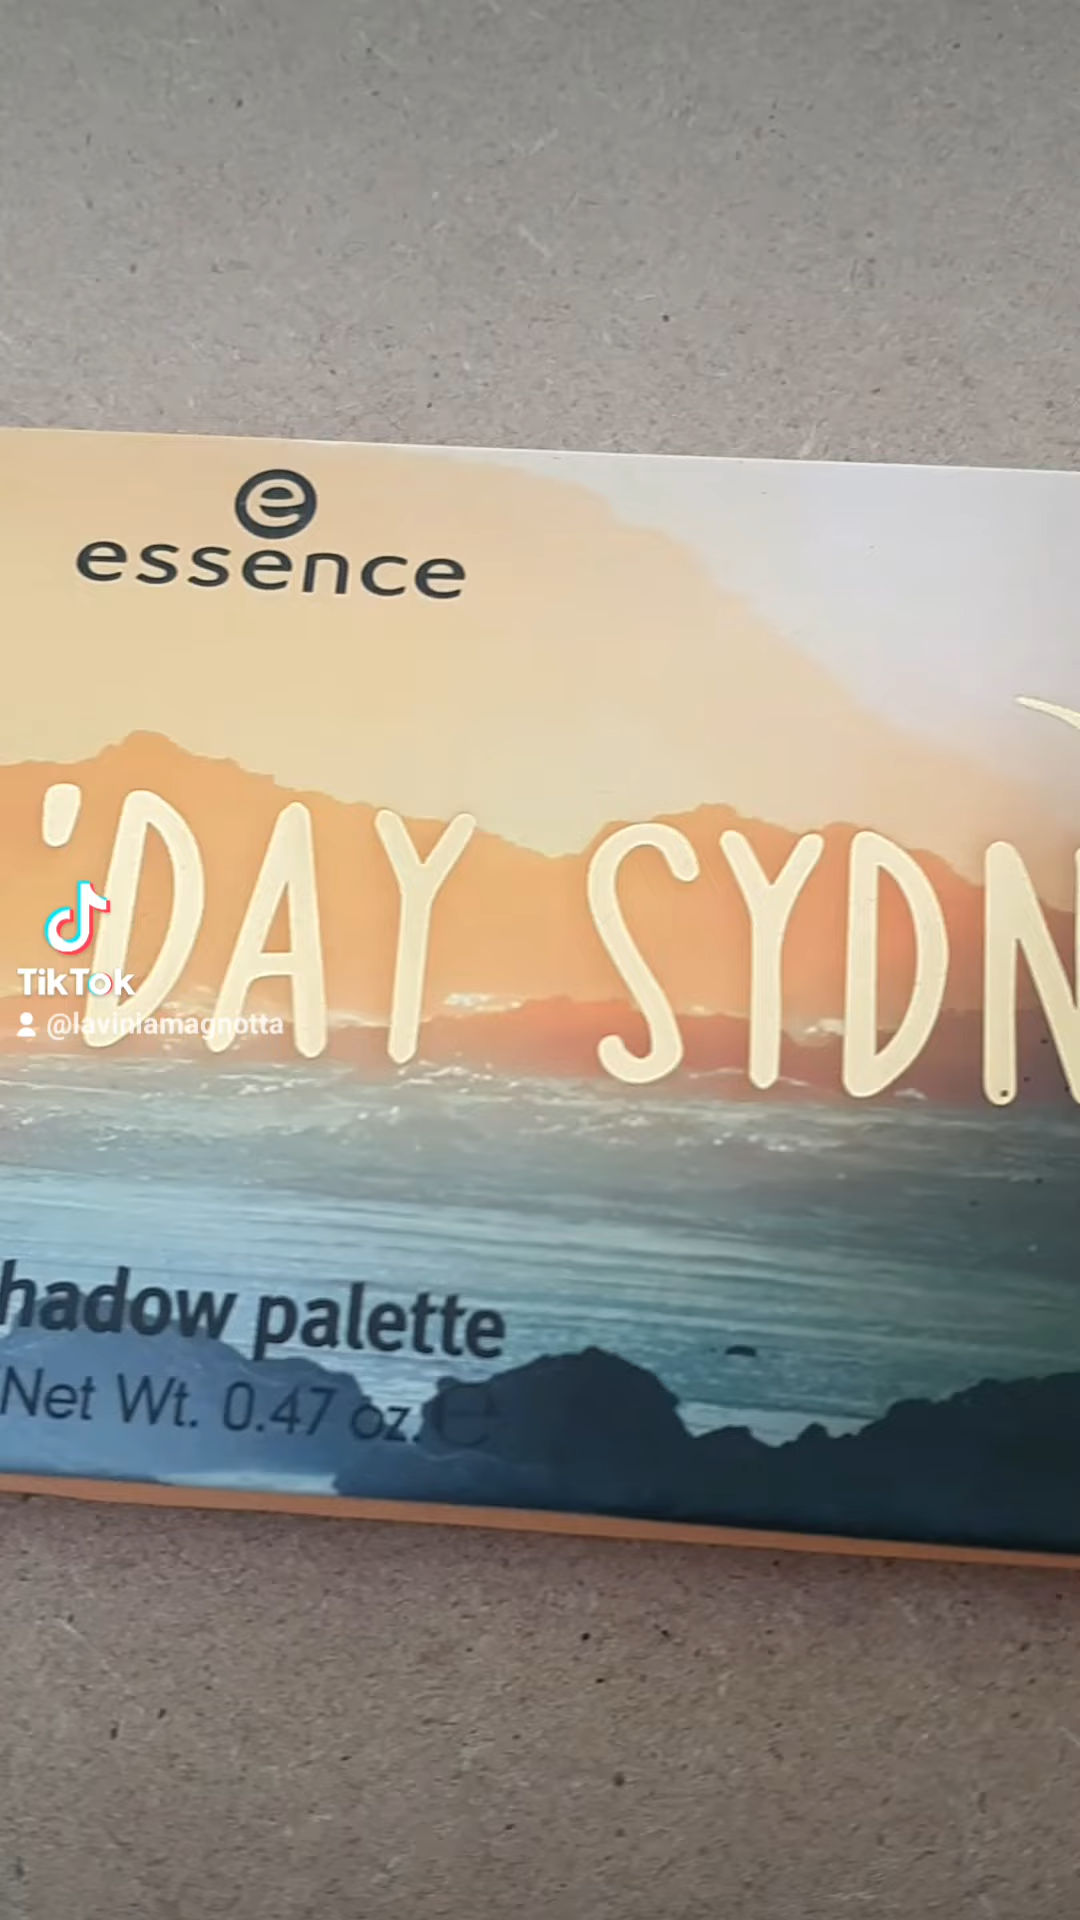 e
essence
'DAY SYDN
TikTok
@laviniamagnotta
hadow palette
Net Wt. 0.47 oz. e